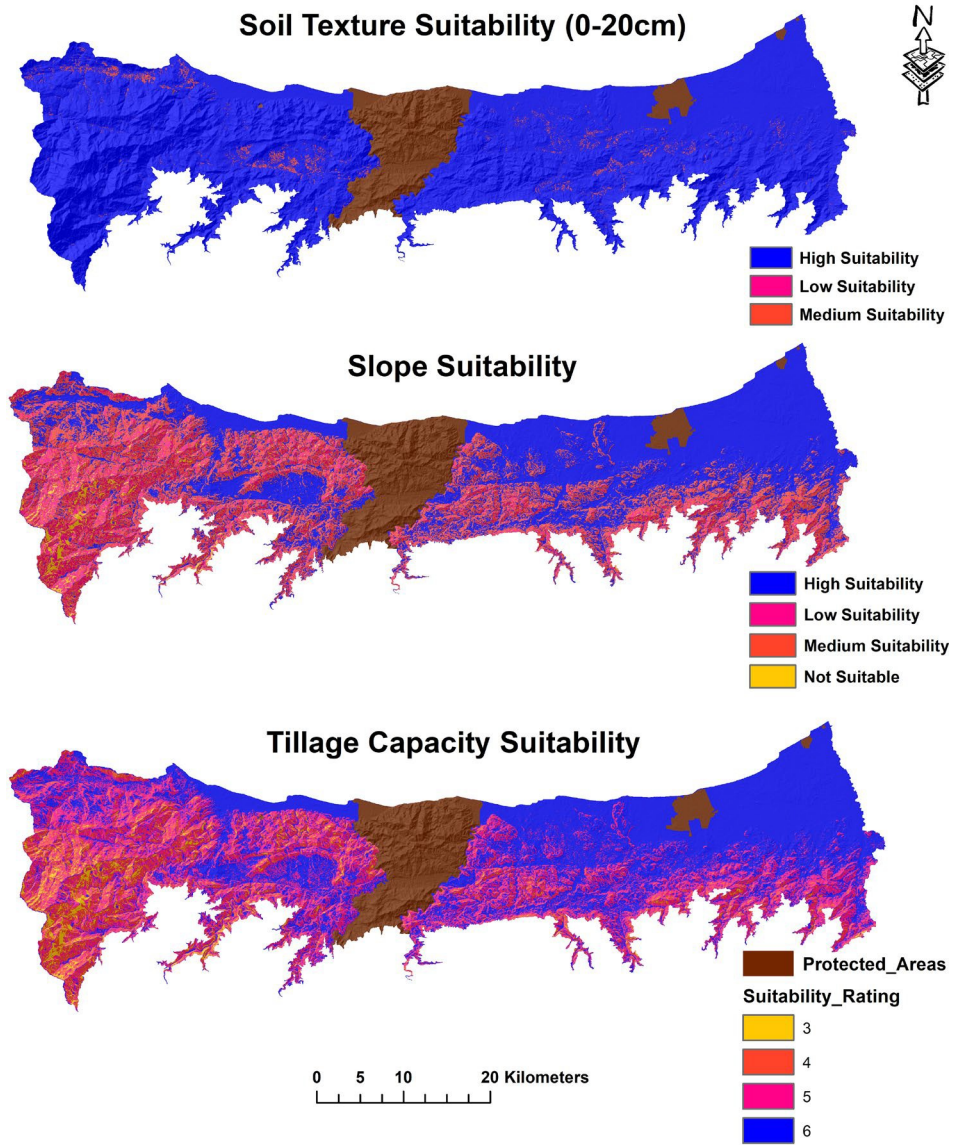 Soil Texture Suitability (0-20cm)
N
High Suitability
Low Suitability
Medium Suitability
Slope Suitability
High Suitability
Low Suitability
Medium Suitability
Not Suitable
Tillage Capacity Suitability
Protected_Areas
Suitability_Rating
3
4
5
6
0 5 10 20 Kilometers